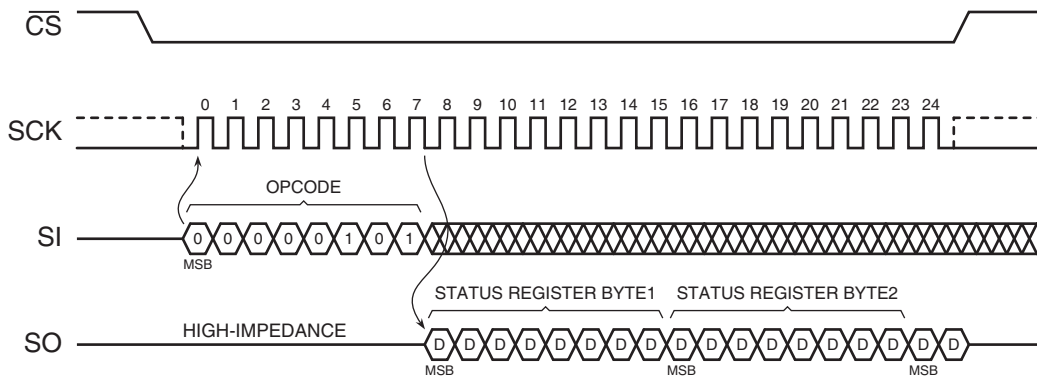 CS
0 1 2 3 4 5 6 7 8 9 10 11 12 13 14 15 16 17 18 19 20 21 22 23 24
SCK
OPCODE
SI 0 0 0 0 0 1 0 1
MSB
STATUS REGISTER BYTE1 STATUS REGISTER BYTE2
HIGH-IMPEDANCE
SO D D D D D D D D D D D D D D D D D D
MSB MSB MSB